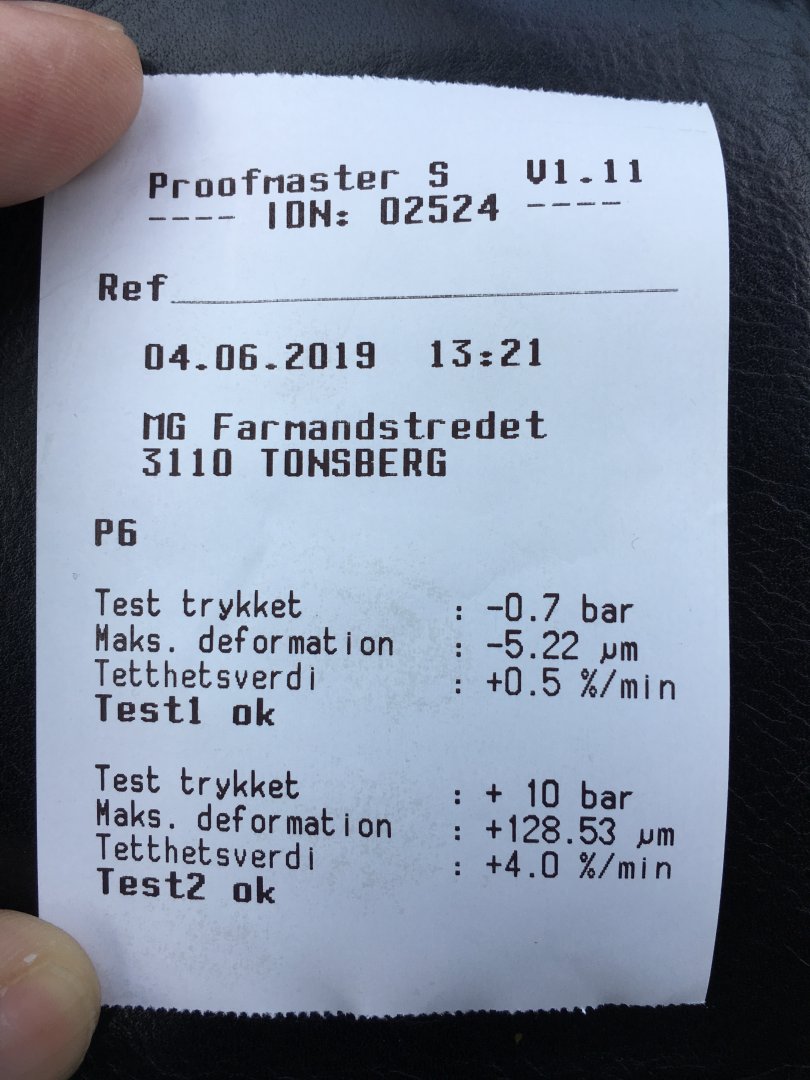 Proofmaster S V1.11
---- IDN: 02524 ----
Ref
04.06.2019 13:21
MG Farmandstredet
3110 TONSBERG
P6
Test trykket : -0.7 bar
Maks. deformation : -5.22 µm
Tetthetsverdi : +0.5 %/min
Test1 ok
Test trykket : + 10 bar
Maks. deformation : +128.53 µm
Tetthetsverdi : +4.0 %/min
Test2 ok